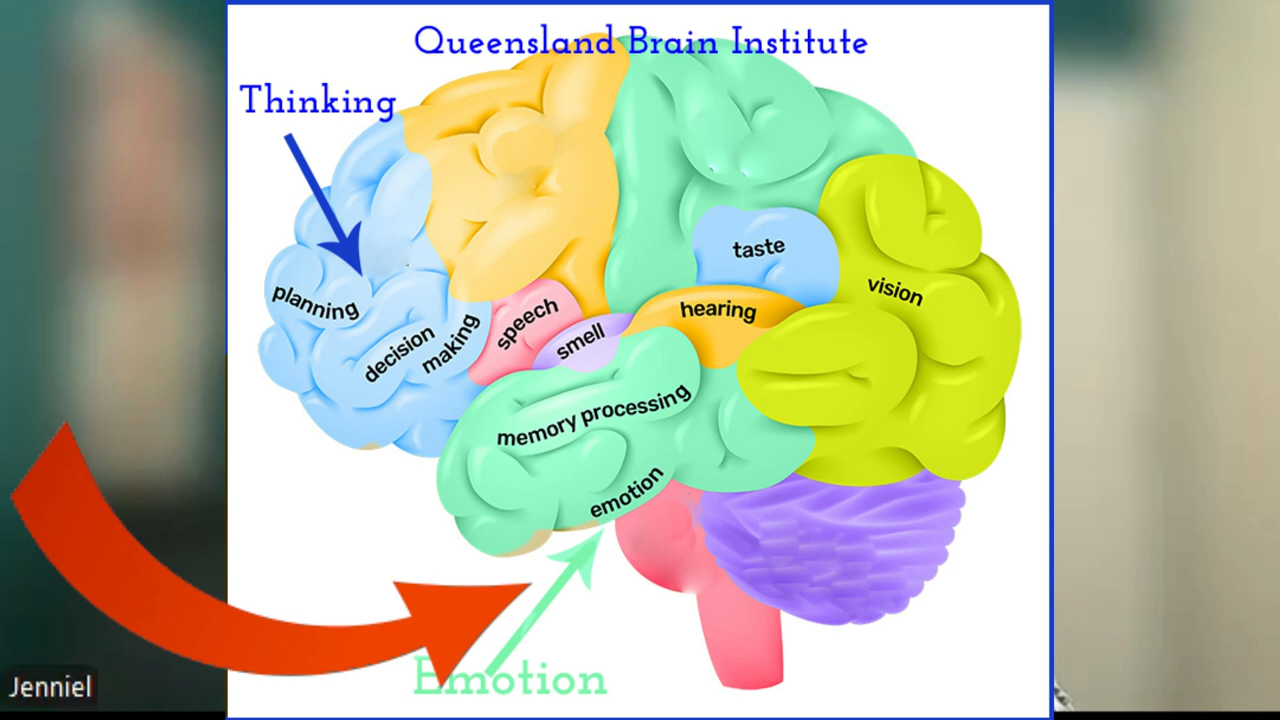 Queensland Brain Institute
Thinking
planning
decision
making
speech
smell
taste
hearing
vision
memory processing
emotion
Emotion
Jenniel